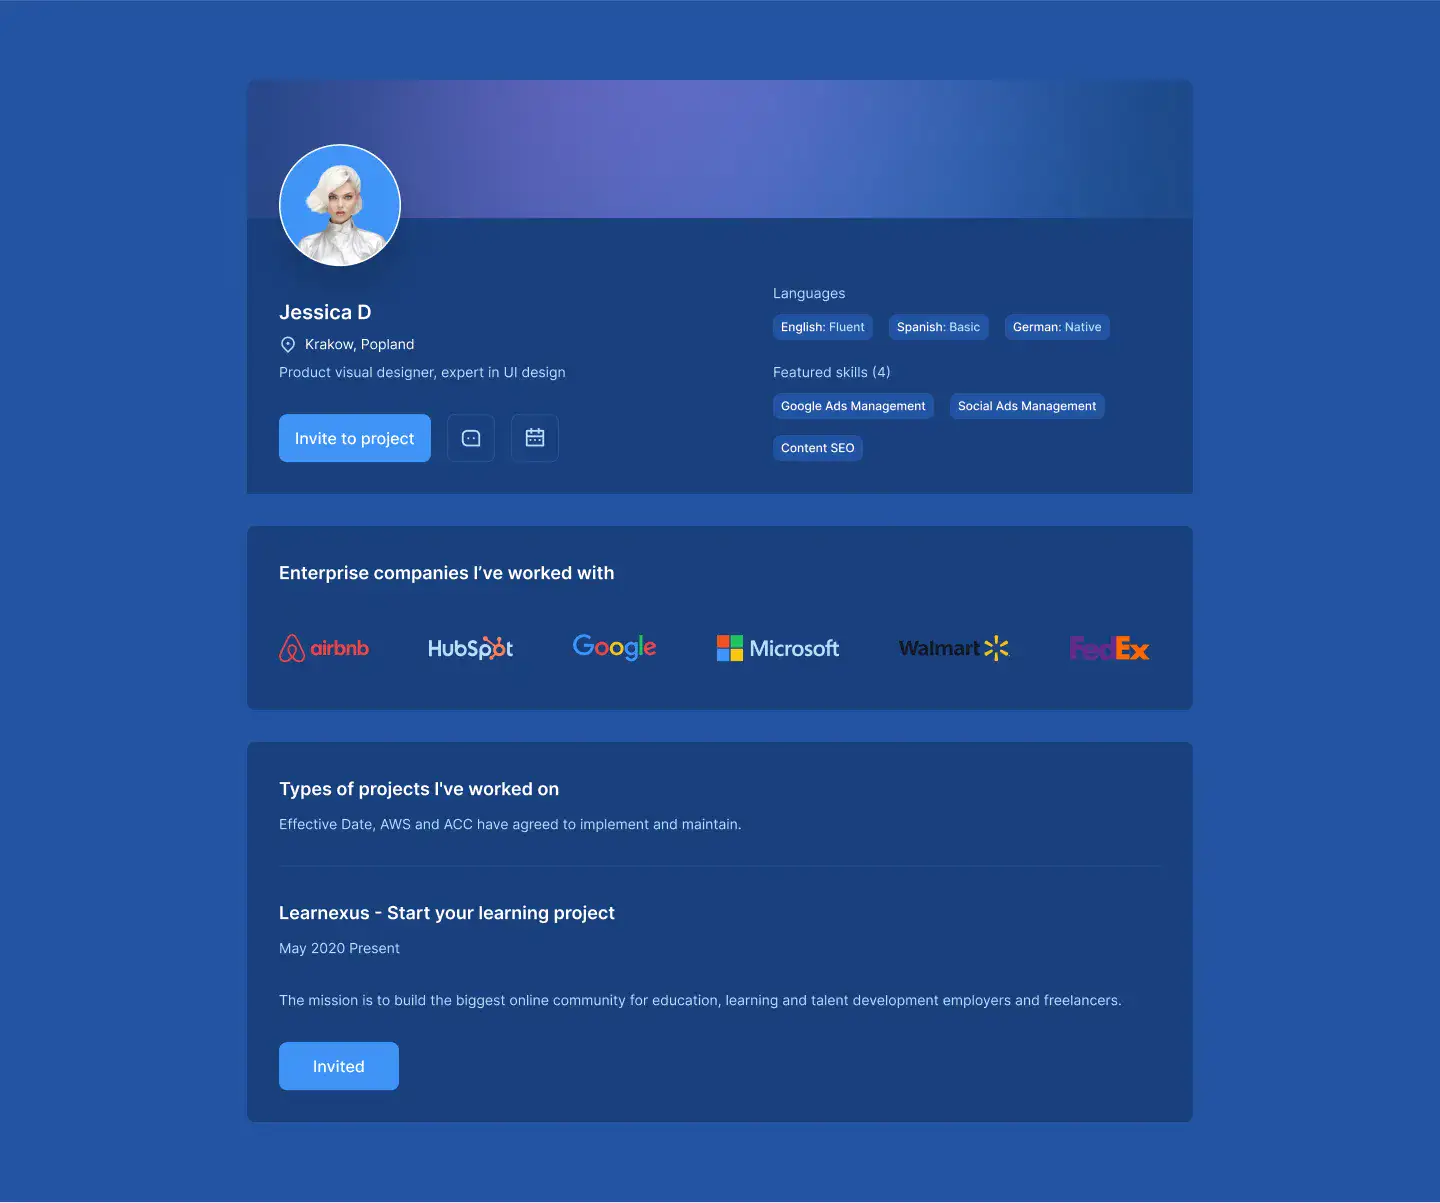 Jessica D
Krakow, Popland
Product visual designer, expert in UI design
Invite to project
Languages
English: Fluent
Spanish: Basic
German: Native
Featured skills (4)
Google Ads Management
Social Ads Management
Content SEO
Enterprise companies I’ve worked with
airbnb
HubSpot
Google
Microsoft
Walmart
FedEx
Types of projects I've worked on
Effective Date, AWS and ACC have agreed to implement and maintain.
Learnexus - Start your learning project
May 2020 Present
The mission is to build the biggest online community for education, learning and talent development employers and freelancers.
Invited